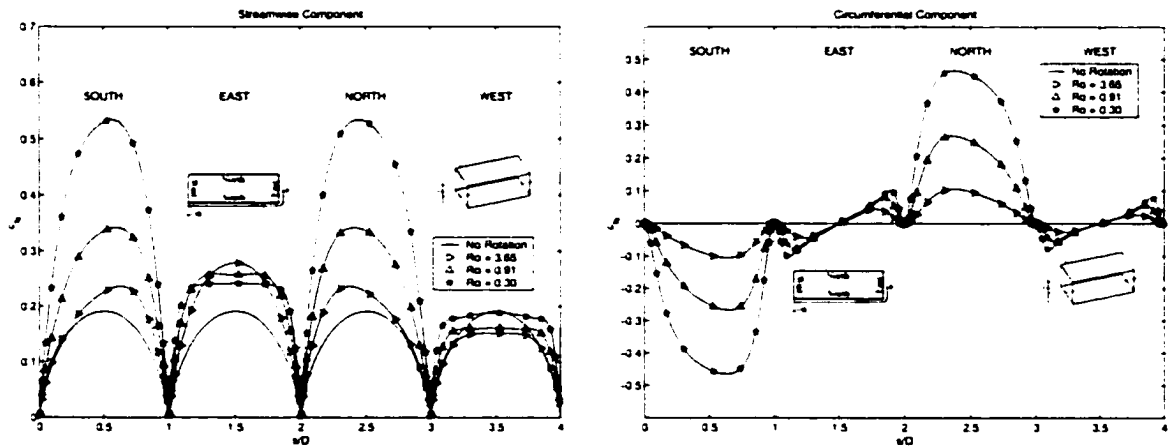 Streamwise Component
0.7
0.6
0.5
0.4
0.3
0.2
0.1
0
SOUTH EAST NORTH WEST
No Rotation
Ro = 3.65
Ro = 0.91
Ro = 0.30
0 0.5 1 1.5 2 2.5 3 3.5 4
s/D
Circumferential Component
0.5
0.4
0.3
0.2
0.1
0
-0.1
-0.2
-0.3
-0.4
-0.5
SOUTH EAST NORTH WEST
No Rotation
Ro = 3.65
Ro = 0.91
Ro = 0.30
0 0.5 1 1.5 2 2.5 3 3.5 4
s/D